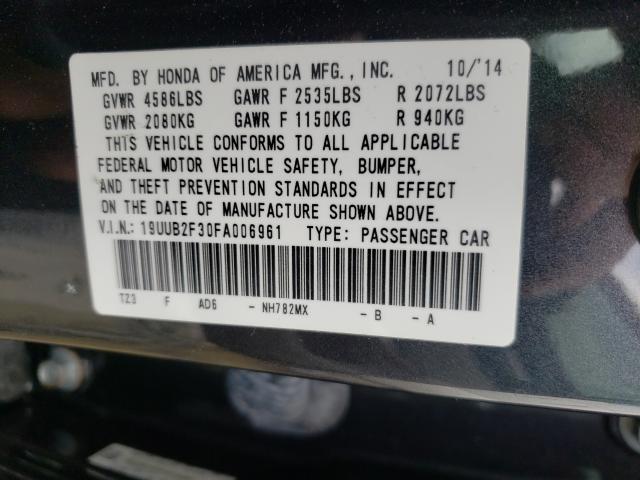 MFD. BY HONDA OF AMERICA MFG., INC. 10/'14
GVWR 4586LBS GAWR F 2535LBS R 2072LBS
GVWR 2080KG GAWR F 1150KG R 940KG
THIS VEHICLE CONFORMS TO ALL APPLICABLE
FEDERAL MOTOR VEHICLE SAFETY, BUMPER,
AND THEFT PREVENTION STANDARDS IN EFFECT
ON THE DATE OF MANUFACTURE SHOWN ABOVE.
V.I.N.: 19UUB2F30FA006961 TYPE: PASSENGER CAR
TZ3 F AD6 - NH782MX - B - A